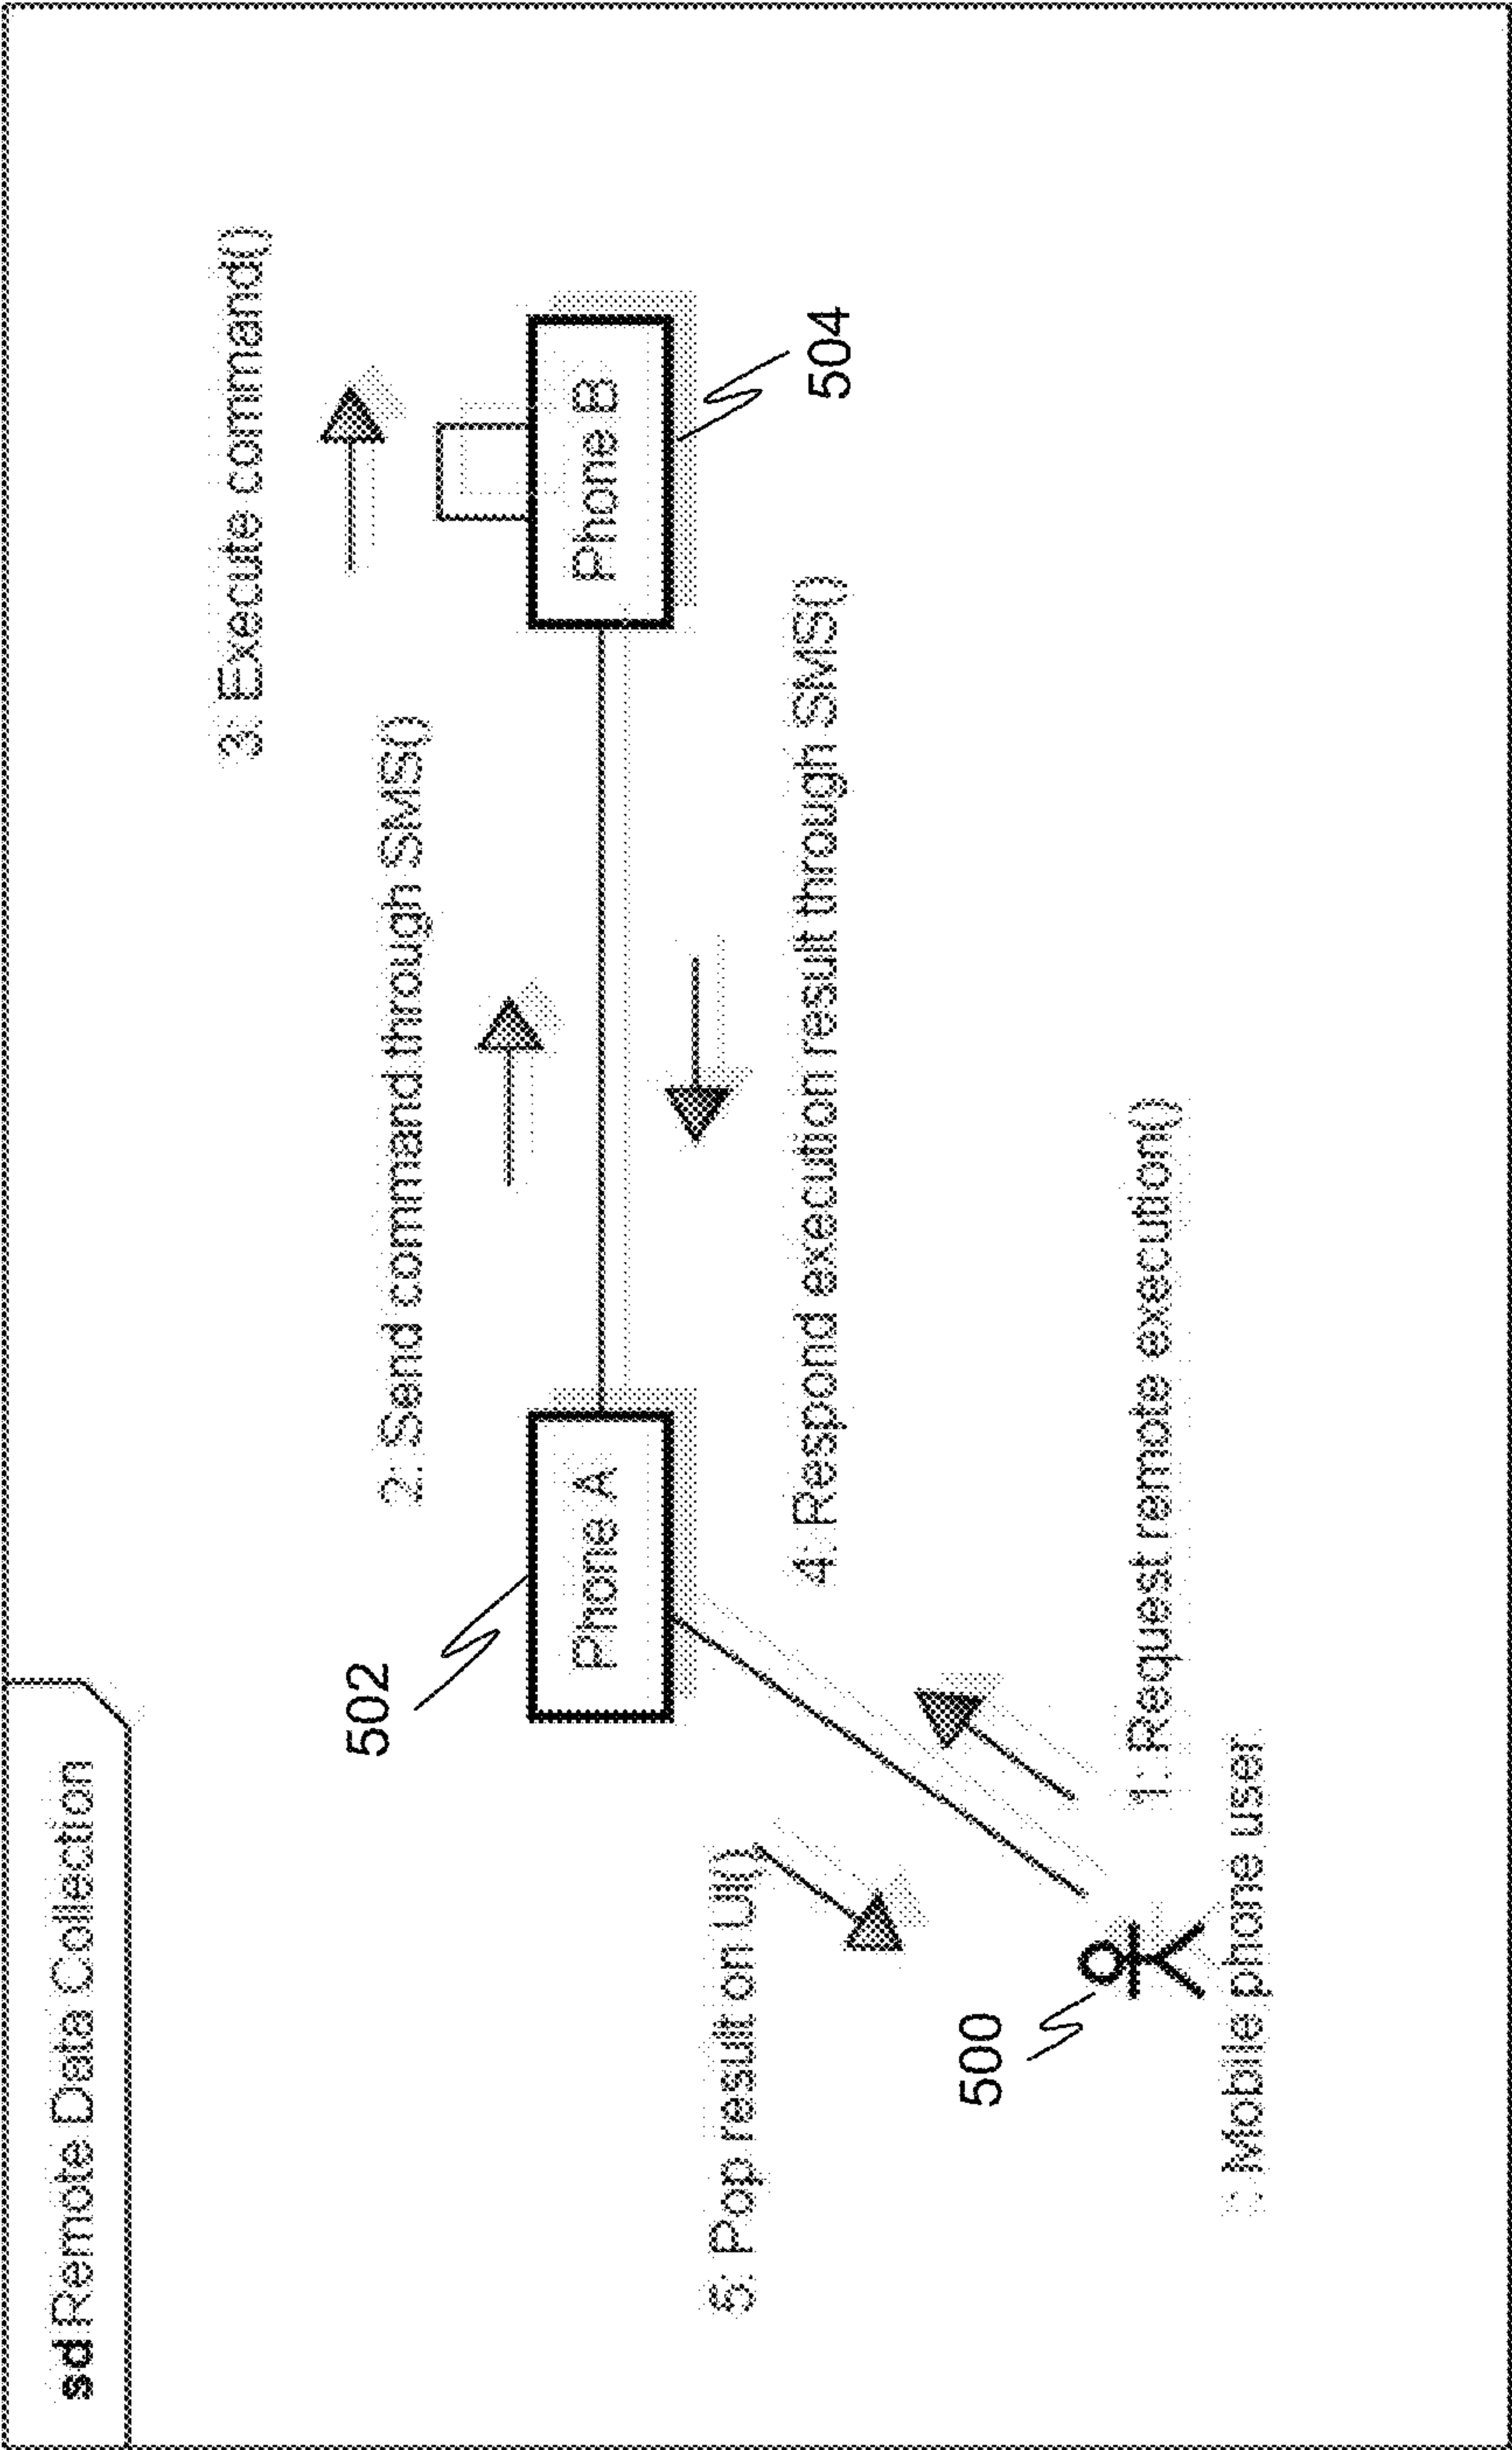 sd Remote Data Collection
3: Execute command()
2: Send command through SMS()
502
Phone A
Phone B
504
4: Respond execution result through SMS()
5: Pop result on UI()
500
1: Request remote execution()
: Mobile phone user